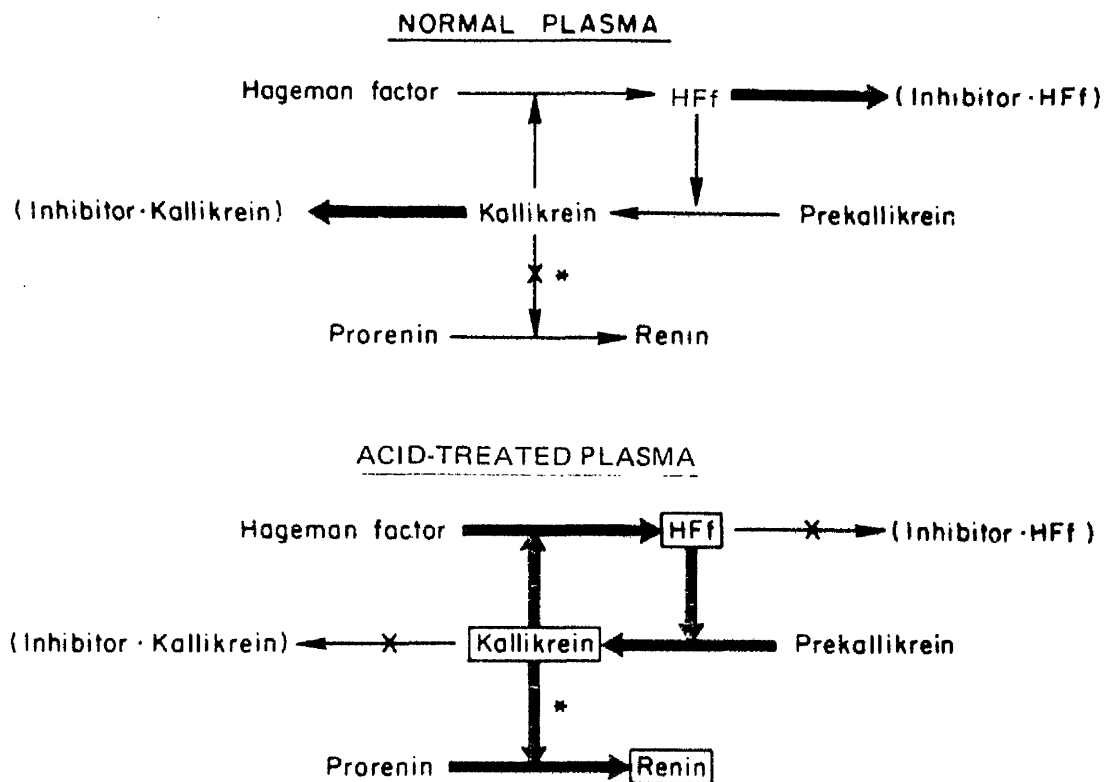 NORMAL PLASMA
Hageman factor HFf (Inhibitor · HFf)
(Inhibitor · Kallikrein) Kallikrein Prekallikrein
*
Prorenin Renin
ACID-TREATED PLASMA
Hageman factor HFf (Inhibitor · HFf)
(Inhibitor · Kallikrein) Kallikrein Prekallikrein
*
Prorenin Renin